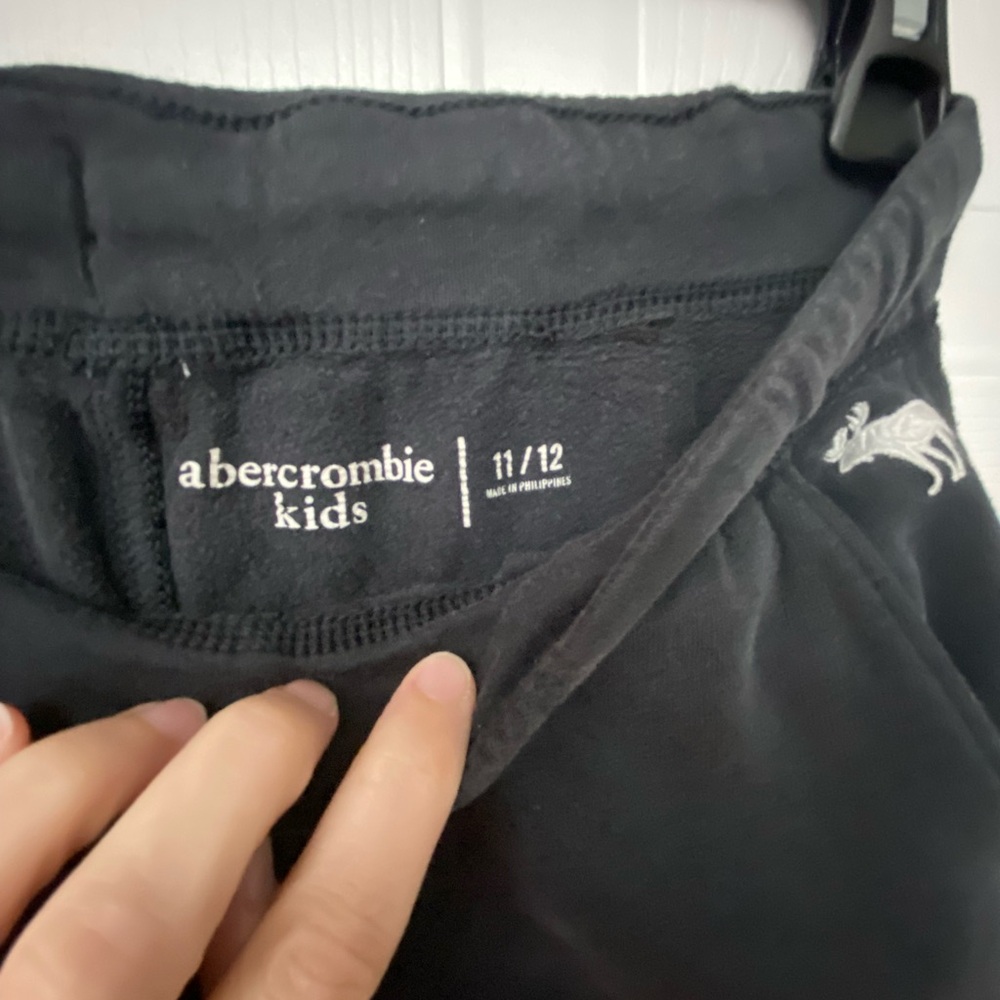 abercrombie
kids
11/12
MADE IN PHILIPPINES